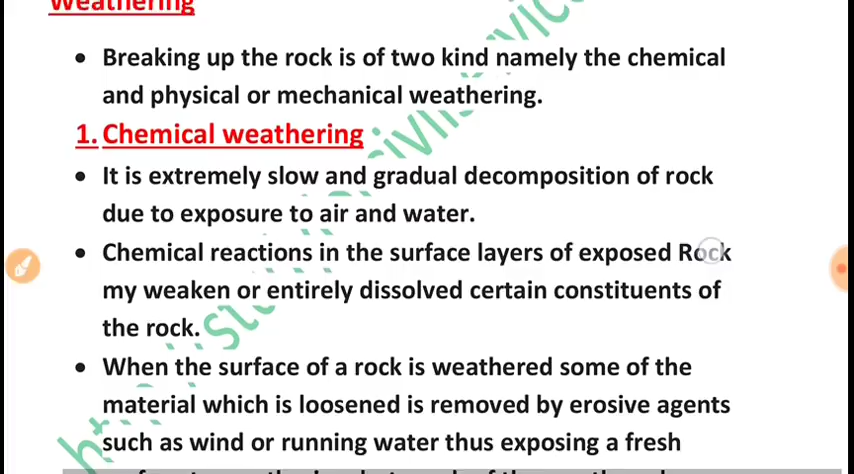 Weathering
• Breaking up the rock is of two kind namely the chemical
and physical or mechanical weathering.
1. Chemical weathering
• It is extremely slow and gradual decomposition of rock
due to exposure to air and water.
• Chemical reactions in the surface layers of exposed Rock
my weaken or entirely dissolved certain constituents of
the rock.
• When the surface of a rock is weathered some of the
material which is loosened is removed by erosive agents
such as wind or running water thus exposing a fresh